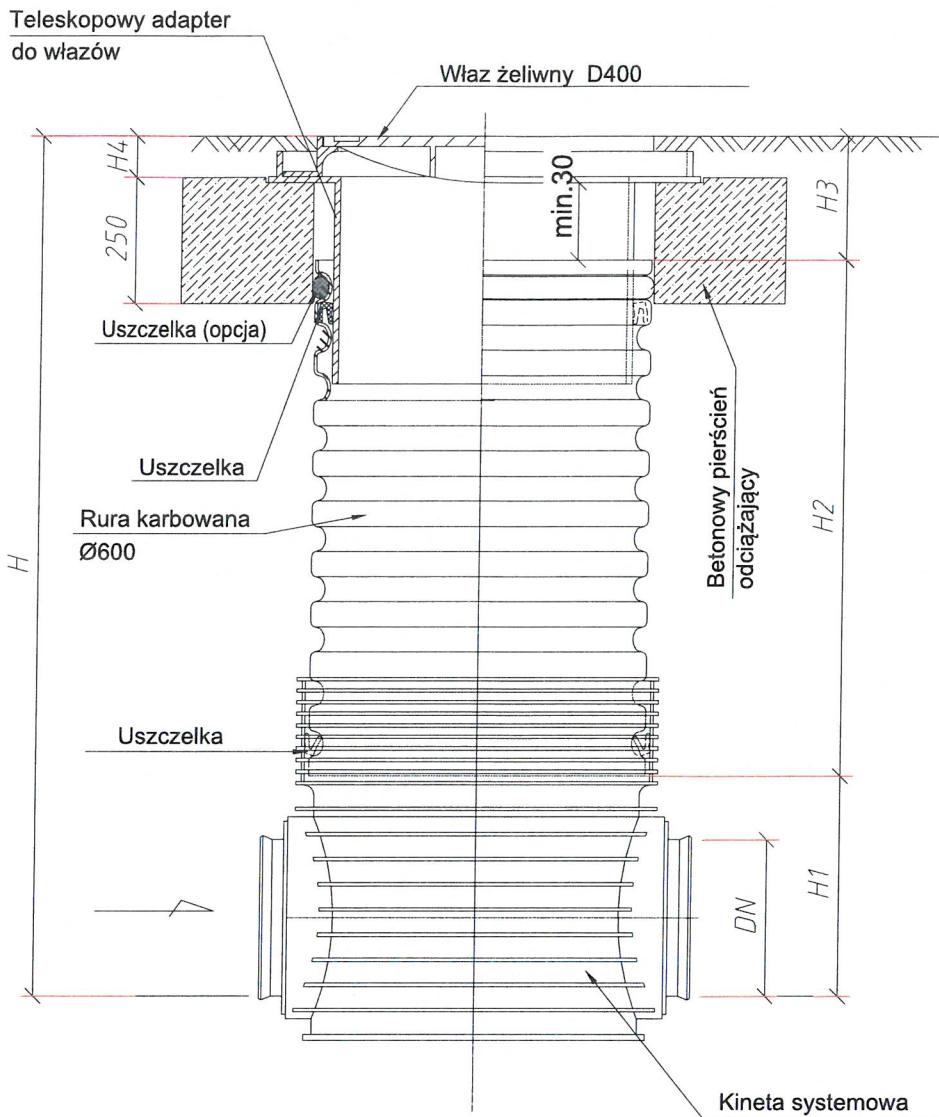 Teleskopowy adapter
do włazów
Właz żeliwny D400
H4
250
min.30
H3
Uszczelka (opcja)
Uszczelka
Rura karbowana
Ø600
Betonowy pierścień
odciążający
H
H2
Uszczelka
DN
H1
Kineta systemowa